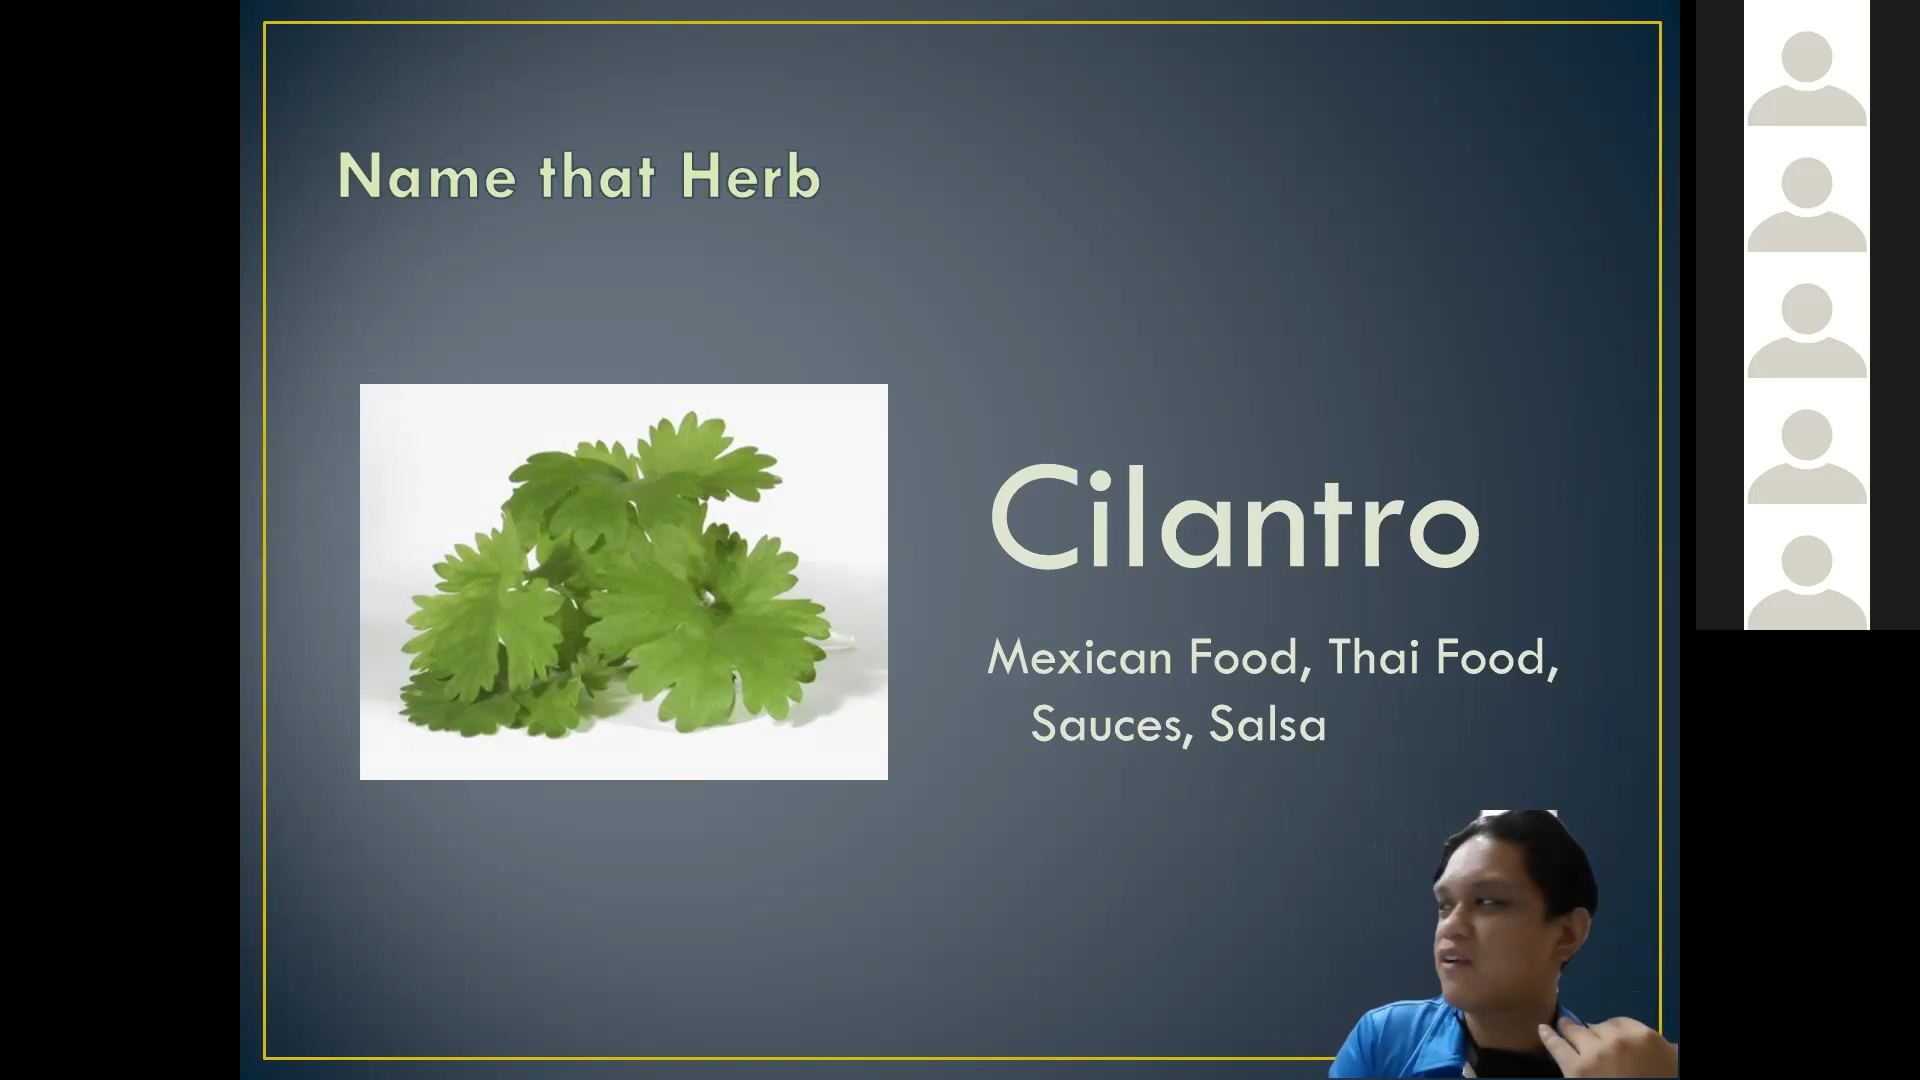 Name that Herb
Cilantro
Mexican Food, Thai Food,
Sauces, Salsa